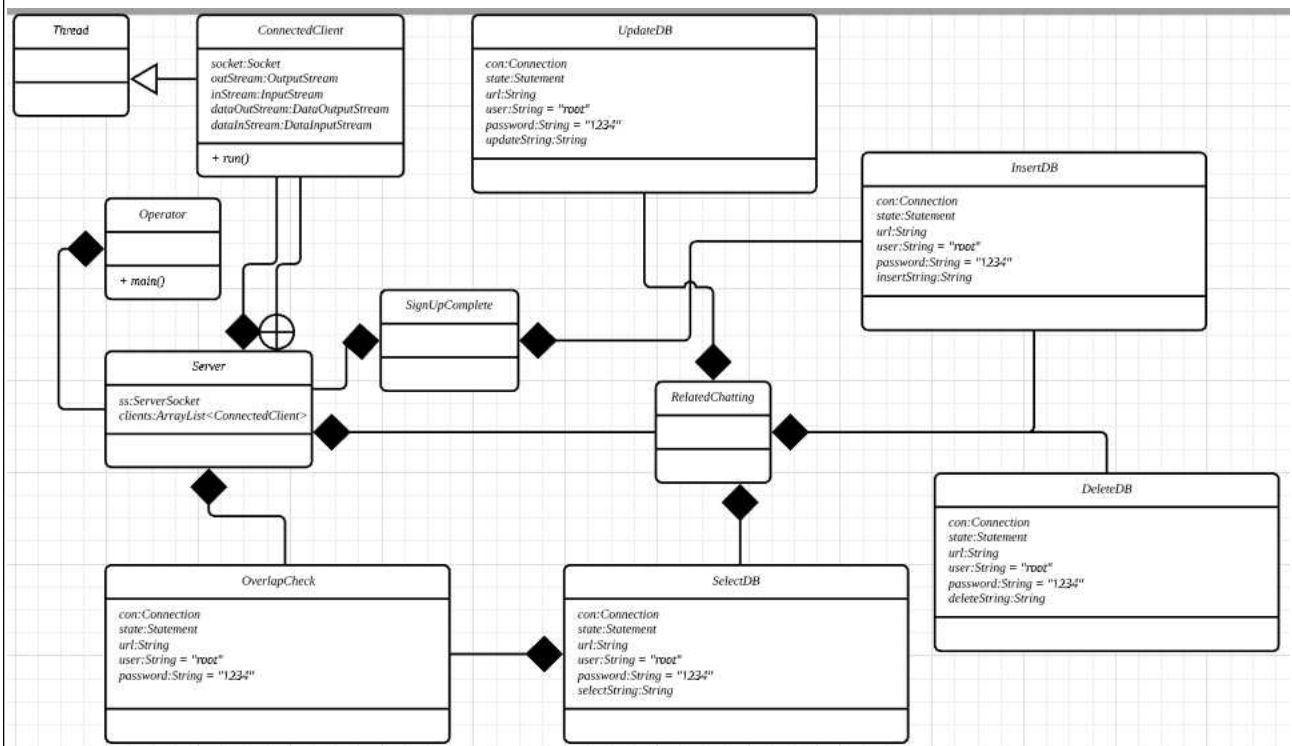 Thread
ConnectedClient
socket:Socket
outStream:OutputStream
inStream:InputStream
dataOutStream:DataOutputStream
dataInStream:DataInputStream
+ run()
UpdateDB
con:Connection
state:Statement
url:String
user:String = "root"
password:String = "1234"
updateString:String
InsertDB
con:Connection
state:Statement
url:String
user:String = "root"
password:String = "1234"
insertString:String
Operator
+ main()
SignUpComplete
Server
ss:ServerSocket
clients:ArrayList<ConnectedClient>
RelatedChatting
DeleteDB
con:Connection
state:Statement
url:String
user:String = "root"
password:String = "1234"
deleteString:String
OverlapCheck
con:Connection
state:Statement
url:String
user:String = "root"
password:String = "1234"
SelectDB
con:Connection
state:Statement
url:String
user:String = "root"
password:String = "1234"
selectString:String